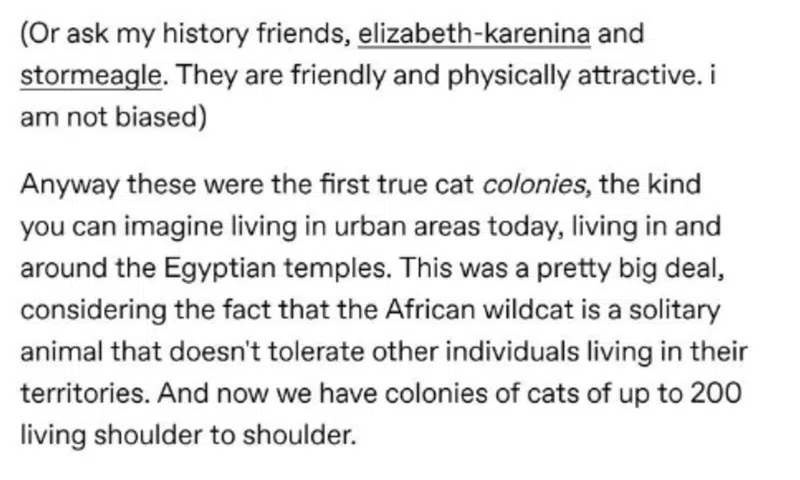 (Or ask my history friends, elizabeth-karenina and
stormeagle. They are friendly and physically attractive. i
am not biased)
Anyway these were the first true cat colonies, the kind
you can imagine living in urban areas today, living in and
around the Egyptian temples. This was a pretty big deal,
considering the fact that the African wildcat is a solitary
animal that doesn't tolerate other individuals living in their
territories. And now we have colonies of cats of up to 200
living shoulder to shoulder.